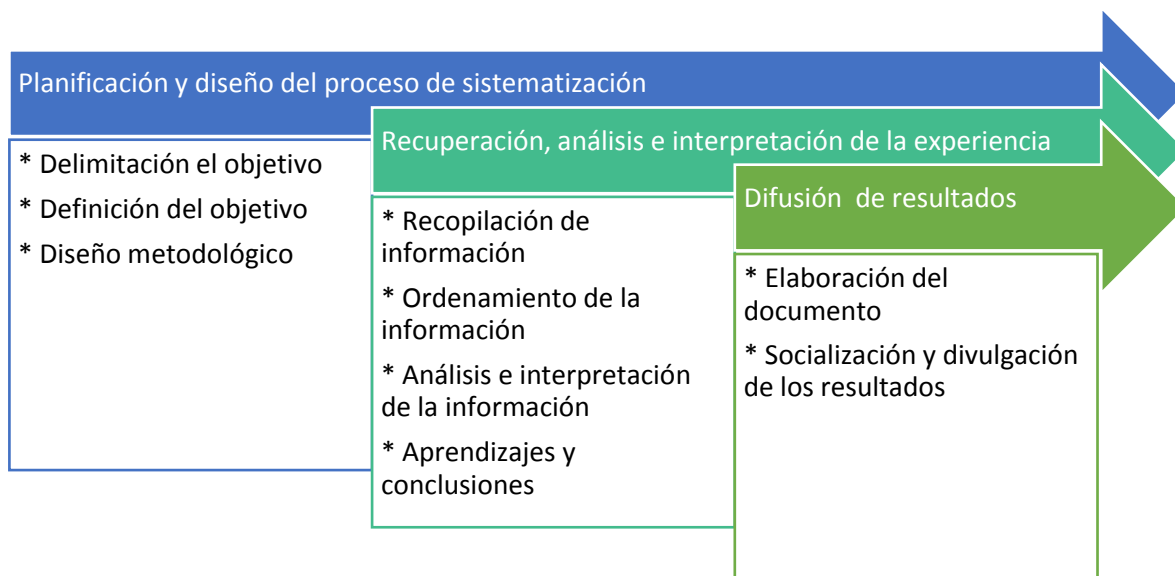 Planificación y diseño del proceso de sistematización
* Delimitación el objetivo
* Definición del objetivo
* Diseño metodológico
Recuperación, análisis e interpretación de la experiencia
* Recopilación de
información
* Ordenamiento de la
información
* Análisis e interpretación
de la información
* Aprendizajes y
conclusiones
Difusión de resultados
* Elaboración del
documento
* Socialización y divulgación
de los resultados